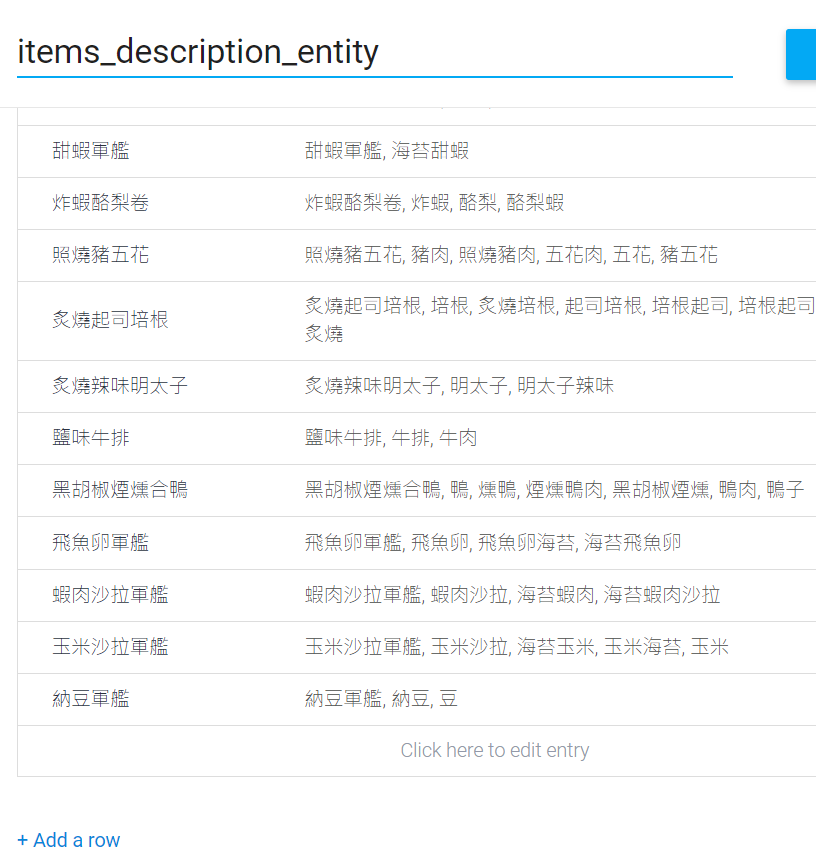 items_description_entity
甜蝦軍艦 甜蝦軍艦, 海苔甜蝦
炸蝦酪梨卷 炸蝦酪梨卷, 炸蝦, 酪梨, 酪梨蝦
照燒豬五花 照燒豬五花, 豬肉, 照燒豬肉, 五花肉, 五花, 豬五花
炙燒起司培根 炙燒起司培根, 培根, 炙燒培根, 起司培根, 培根起司, 培根起司
炙燒
炙燒辣味明太子 炙燒辣味明太子, 明太子, 明太子辣味
鹽味牛排 鹽味牛排, 牛排, 牛肉
黑胡椒煙燻合鴨 黑胡椒煙燻合鴨, 鴨, 燻鴨, 煙燻鴨肉, 黑胡椒煙燻, 鴨肉, 鴨子
飛魚卵軍艦 飛魚卵軍艦, 飛魚卵, 飛魚卵海苔, 海苔飛魚卵
蝦肉沙拉軍艦 蝦肉沙拉軍艦, 蝦肉沙拉, 海苔蝦肉, 海苔蝦肉沙拉
玉米沙拉軍艦 玉米沙拉軍艦, 玉米沙拉, 海苔玉米, 玉米海苔, 玉米
納豆軍艦 納豆軍艦, 納豆, 豆
Click here to edit entry
+ Add a row